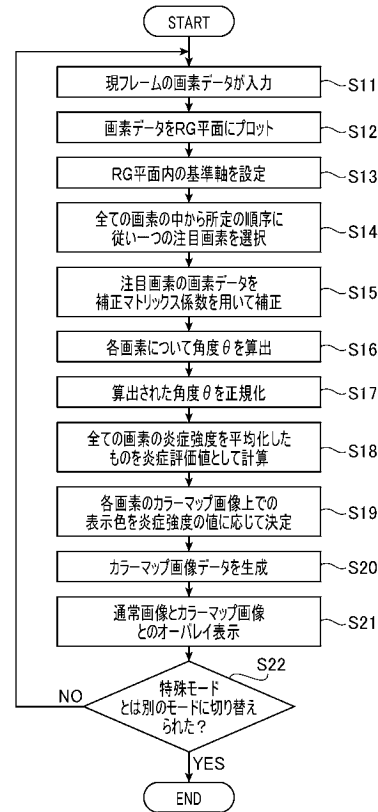 START
現フレームの画素データが入力
S11
画素データをRG平面にプロット
S12
RG平面内の基準軸を設定
S13
全ての画素の中から所定の順序に
従い一つの注目画素を選択
S14
注目画素の画素データを
補正マトリックス係数を用いて補正
S15
各画素について角度θを算出
S16
算出された角度θを正規化
S17
全ての画素の炎症強度を平均化した
ものを炎症評価値として計算
S18
各画素のカラーマップ画像上での
表示色を炎症強度の値に応じて決定
S19
カラーマップ画像データを生成
S20
通常画像とカラーマップ画像
とのオーバレイ表示
S21
S22
特殊モード
とは別のモードに切り替え
られた？
NO
YES
END